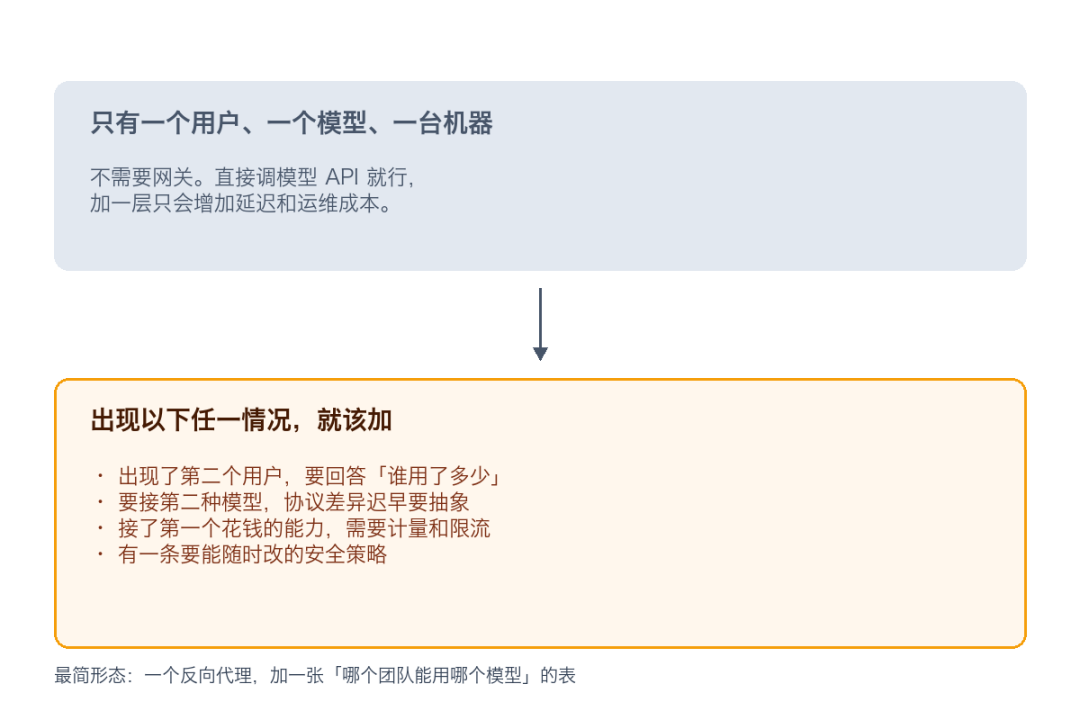 只有一个用户、一个模型、一台机器
不需要网关。直接调模型 API 就行，
加一层只会增加延迟和运维成本。
出现以下任一情况，就该加
· 出现了第二个用户，要回答「谁用了多少」
· 要接第二种模型，协议差异迟早要抽象
· 接了第一个花钱的能力，需要计量和限流
· 有一条要能随时改的安全策略
最简形态：一个反向代理，加一张「哪个团队能用哪个模型」的表